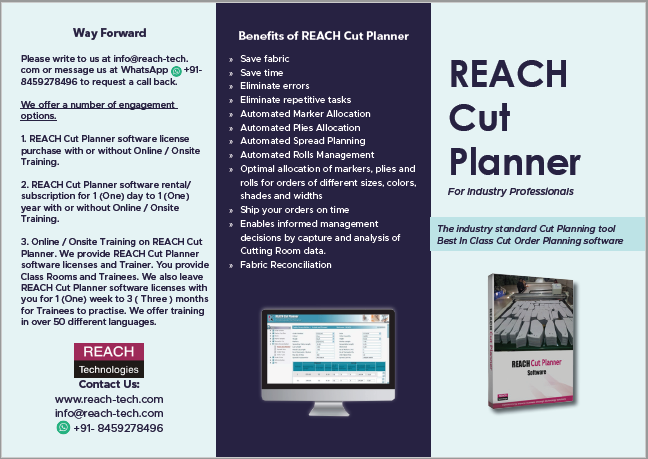 Way Forward
Please write to us at info@reach-tech.
com or message us at WhatsApp +91-
8459278496 to request a call back.
We offer a number of engagement
options.
1. REACH Cut Planner software license
purchase with or without Online / Onsite
Training.
2. REACH Cut Planner software rental/
subscription for 1 (One) day to 1 (One)
year with or without Online / Onsite
Training.
3. Online / Onsite Training on REACH Cut
Planner. We provide REACH Cut Planner
software licenses and Trainer. You provide
Class Rooms and Trainees. We also leave
REACH Cut Planner software licenses with
you for 1 (One) week to 3 ( Three ) months
for Trainees to practise. We offer training
in over 50 different languages.
REACH
Technologies
Contact Us:
www.reach-tech.com
info@reach-tech.com
+91- 8459278496
Benefits of REACH Cut Planner
» Save fabric
» Save time
» Eliminate errors
» Eliminate repetitive tasks
» Automated Marker Allocation
» Automated Plies Allocation
» Automated Spread Planning
» Automated Rolls Management
» Optimal allocation of markers, plies and
rolls for orders of different sizes, colors,
shades and widths
» Ship your orders on time
» Enables informed management
decisions by capture and analysis of
Cutting Room data.
» Fabric Reconciliation
REACH
Cut
Planner
For Industry Professionals
The industry standard Cut Planning tool
Best In Class Cut Order Planning software
REACH Cut Planner
Software